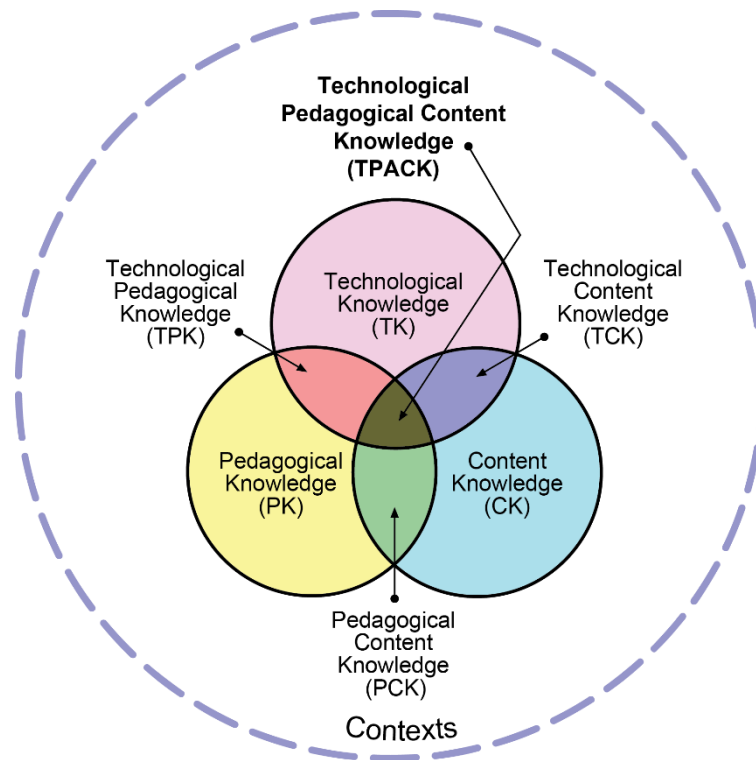 Technological
Pedagogical Content
Knowledge
(TPACK)
Technological
Pedagogical
Knowledge
(TPK)
Technological
Knowledge
(TK)
Technological
Content
Knowledge
(TCK)
Pedagogical
Knowledge
(PK)
Content
Knowledge
(CK)
Pedagogical
Content
Knowledge
(PCK)
Contexts